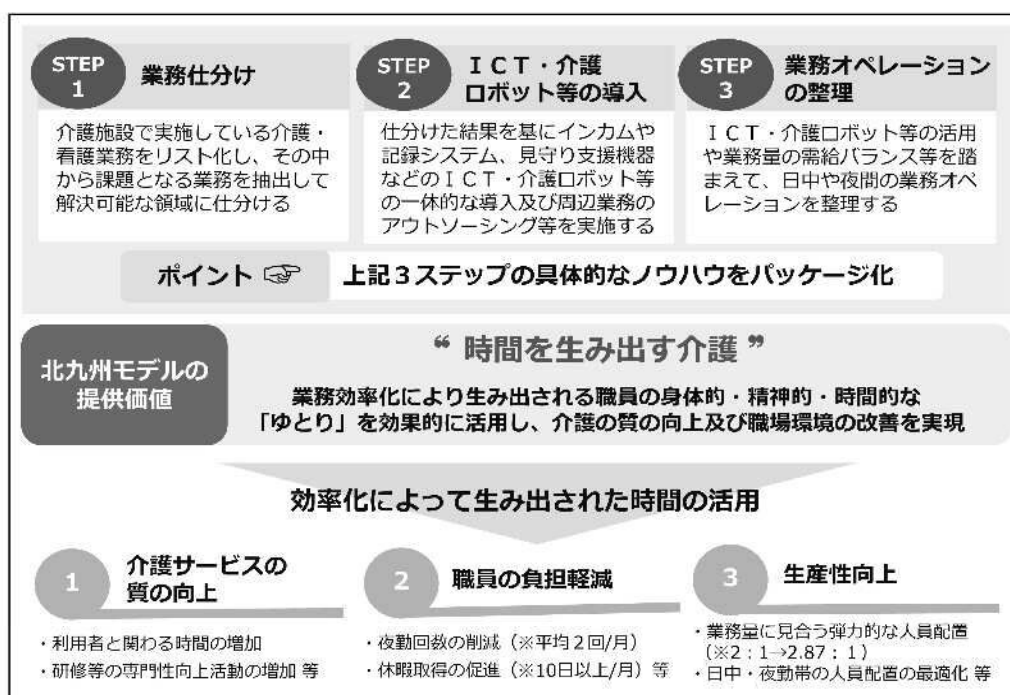 STEP
1
業務仕分け
介護施設で実施している介護・
看護業務をリスト化し、その中
から課題となる業務を抽出して
解決可能な領域に仕分ける
STEP
2
ＩＣＴ・介護
ロボット等の導入
仕分けた結果を基にインカムや
記録システム、見守り支援機器
などのＩＣＴ・介護ロボット等
の一体的な導入及び周辺業務の
アウトソーシング等を実施する
STEP
3
業務オペレーション
の整理
ＩＣＴ・介護ロボット等の活用
や業務量の需給バランス等を踏
まえて、日中や夜間の業務オペ
レーションを整理する
ポイント ☞ 上記３ステップの具体的なノウハウをパッケージ化
北九州モデルの
提供価値
“ 時間を生み出す介護 ”
業務効率化により生み出される職員の身体的・精神的・時間的な
「ゆとり」を効果的に活用し、介護の質の向上及び職場環境の改善を実現
効率化によって生み出された時間の活用
1
介護サービスの
質の向上
・利用者と関わる時間の増加
・研修等の専門性向上活動の増加 等
2
職員の負担軽減
・夜勤回数の削減（※平均２回/月）
・休暇取得の促進（※10日以上/月）等
3
生産性向上
・業務量に見合う弾力的な人員配置
（※2：1→2.87：1）
・日中・夜勤帯の人員配置の最適化 等